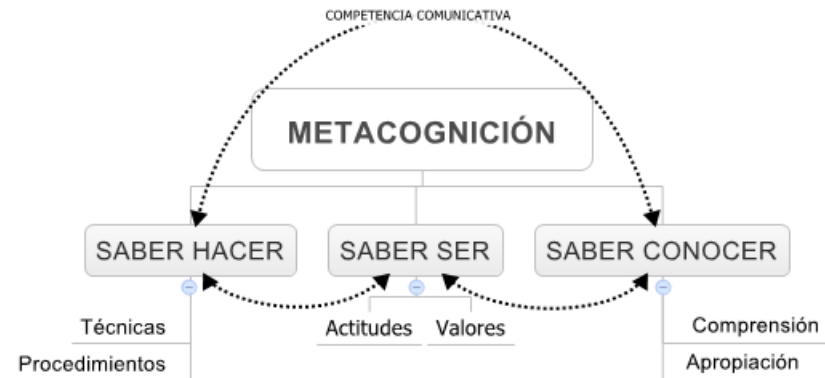 COMPETENCIA COMUNICATIVA
METACOGNICIÓN
SABER HACER
SABER SER
SABER CONOCER
Técnicas
Procedimientos
Actitudes
Valores
Comprensión
Apropiación